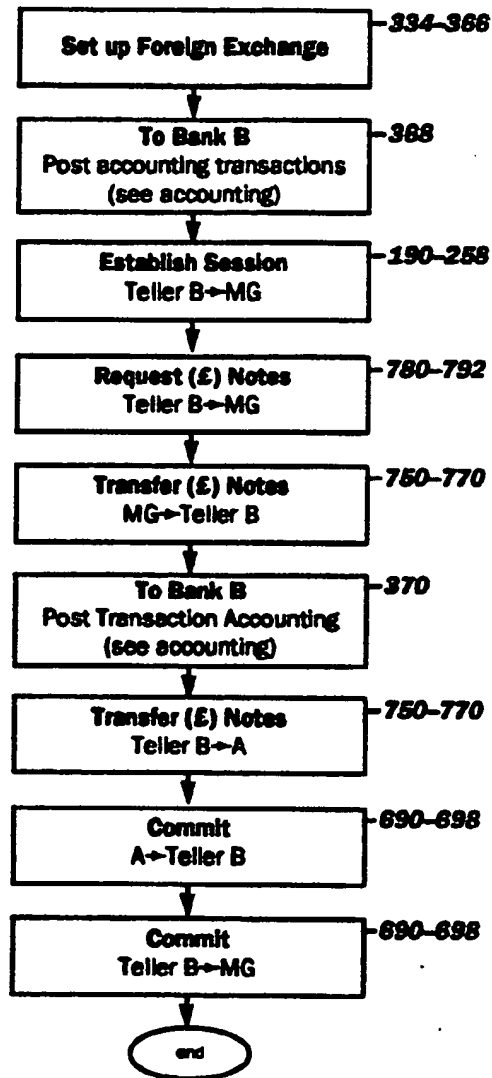 Set up Foreign Exchange
334–366
To Bank B
368
Post accounting transactions
(see accounting)
Establish Session
190–258
Teller B→MG
Request (£) Notes
780–792
Teller B→MG
Transfer (£) Notes
750–770
MG→Teller B
To Bank B
370
Post Transaction Accounting
(see accounting)
Transfer (£) Notes
750–770
Teller B→A
Commit
690–698
A→Teller B
Commit
690–698
Teller B→MG
end